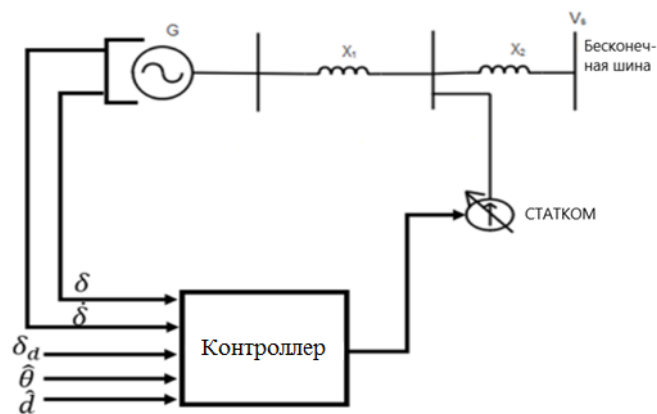 G
X₁
X₂
Vₛ
Бесконеч-
ная шина
СТАТКОМ
δ
δ̇
δ_d
θ̂
d̂
Контроллер